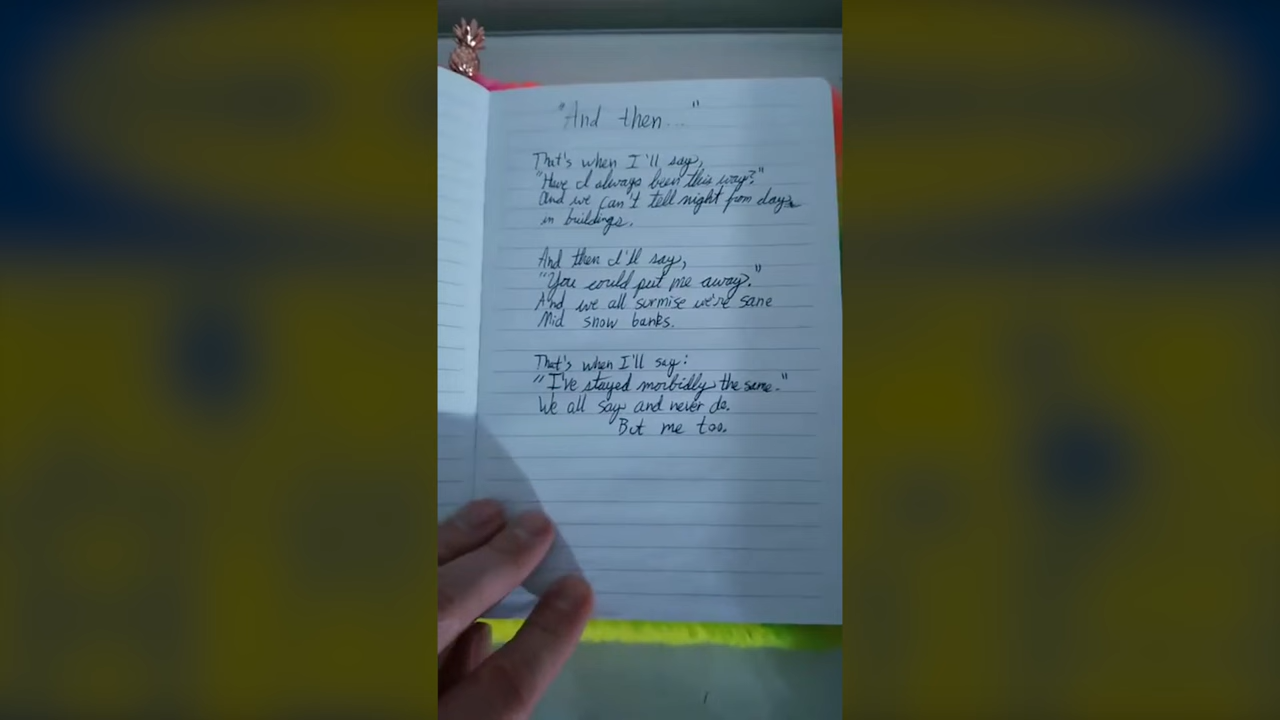 "And then..."
That's when I'll say,
"Have I always been this way?"
And we can't tell night from day,
in buildings.
And then I'll say,
"You could put me away."
And we all surmise we're sane
Mid snow banks.
That's when I'll say:
"I've stayed morbidly the same."
We all say and never do.
But me too.